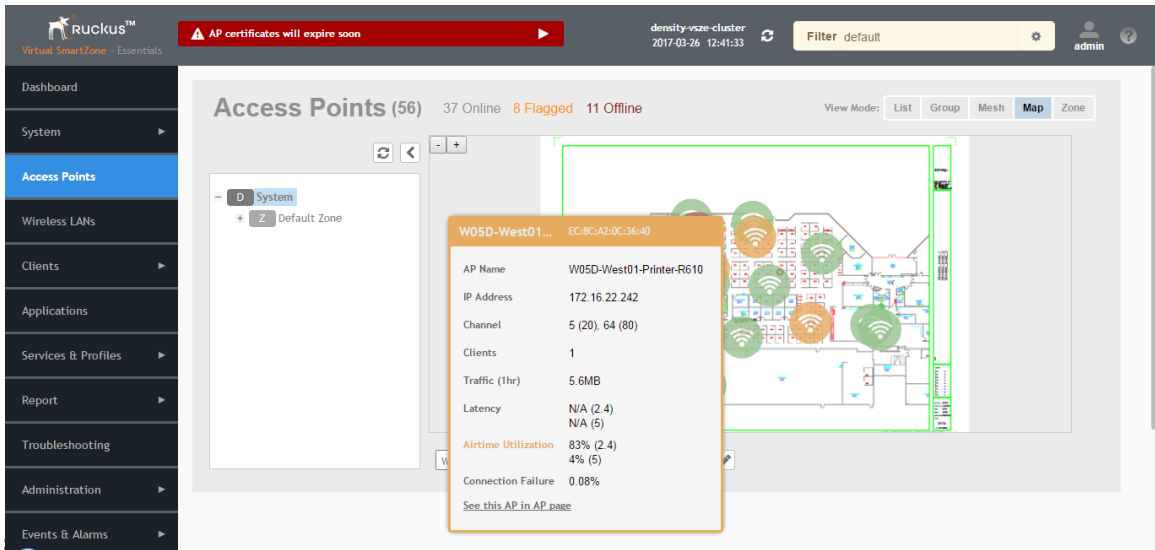 RUCKUS™
Virtual SmartZone - Essentials
AP certificates will expire soon
density-vsze-cluster
2017-03-26 12:41:33
Filter default
admin
Dashboard
System
Access Points
Wireless LANs
Clients
Applications
Services & Profiles
Report
Troubleshooting
Administration
Events & Alarms
Access Points (56) 37 Online 8 Flagged 11 Offline
View Mode: List Group Mesh Map Zone
- +
D System
Z Default Zone
W05D-West01... EC:8C:A2:0C:36:40
AP Name W05D-West01-Printer-R610
IP Address 172.16.22.242
Channel 5 (20), 64 (80)
Clients 1
Traffic (1hr) 5.6MB
Latency N/A (2.4)
N/A (5)
Airtime Utilization 83% (2.4)
4% (5)
Connection Failure 0.08%
See this AP in AP page